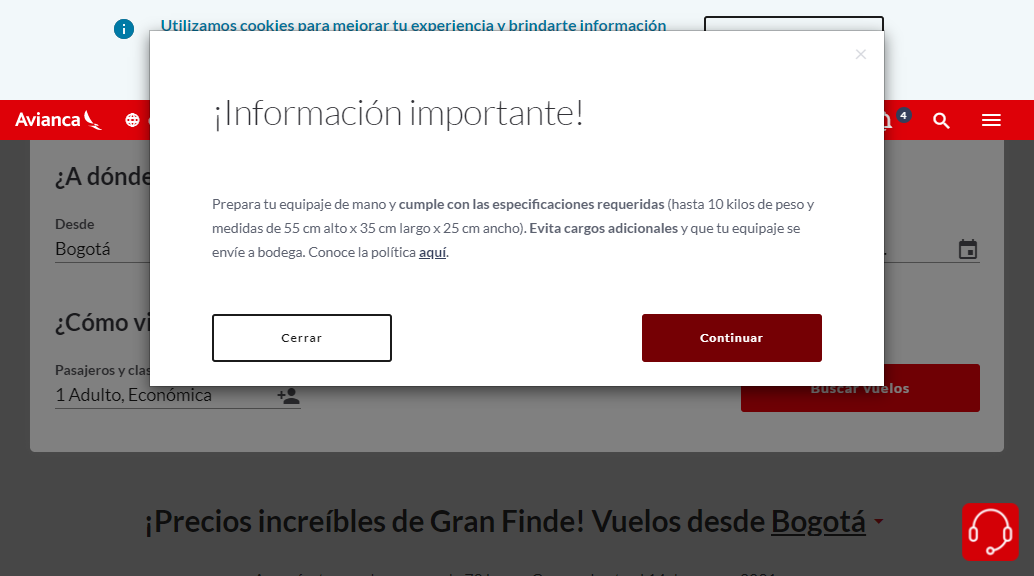 Utilizamos cookies para mejorar tu experiencia y brindarte información
×
¡Información importante!
Avianca
4
¿A dónde
Prepara tu equipaje de mano y cumple con las especificaciones requeridas (hasta 10 kilos de peso y
medidas de 55 cm alto x 35 cm largo x 25 cm ancho). Evita cargos adicionales y que tu equipaje se
envíe a bodega. Conoce la política aquí.
Desde
Bogotá
Cerrar
Continuar
¿Cómo vi
Pasajeros y clas
1 Adulto, Económica
Buscar vuelos
¡Precios increíbles de Gran Finde! Vuelos desde Bogotá